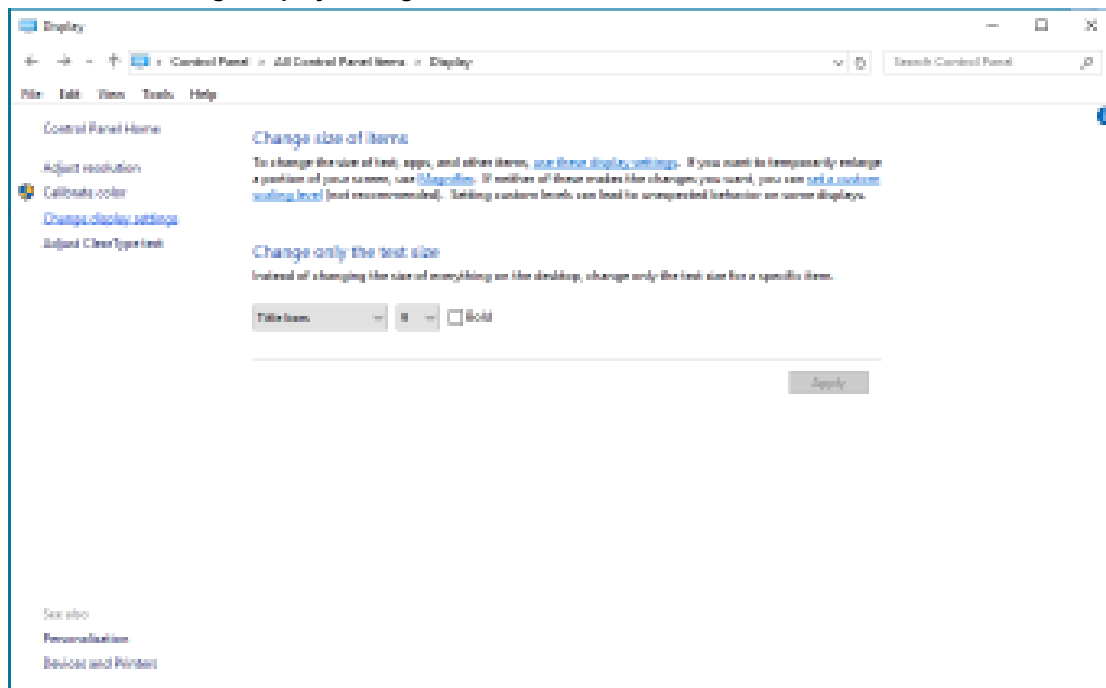 Display
Control Panel > All Control Panel Items > Display
Search Control Panel
File Edit View Tools Help
Control Panel Home
Adjust resolution
Calibrate color
Change display settings
Adjust ClearType text
Change size of items
To change the size of text, apps, and other items, use these display settings. If you want to temporarily enlarge
a portion of your screen, use Magnifier. If neither of these makes the changes you want, you can set a custom
scaling level (not recommended). Setting custom levels can lead to unexpected behavior on some displays.
Change only the text size
Instead of changing the size of everything on the desktop, change only the text size for a specific item.
Title bars
Bold
Apply
See also
Personalization
Devices and Printers